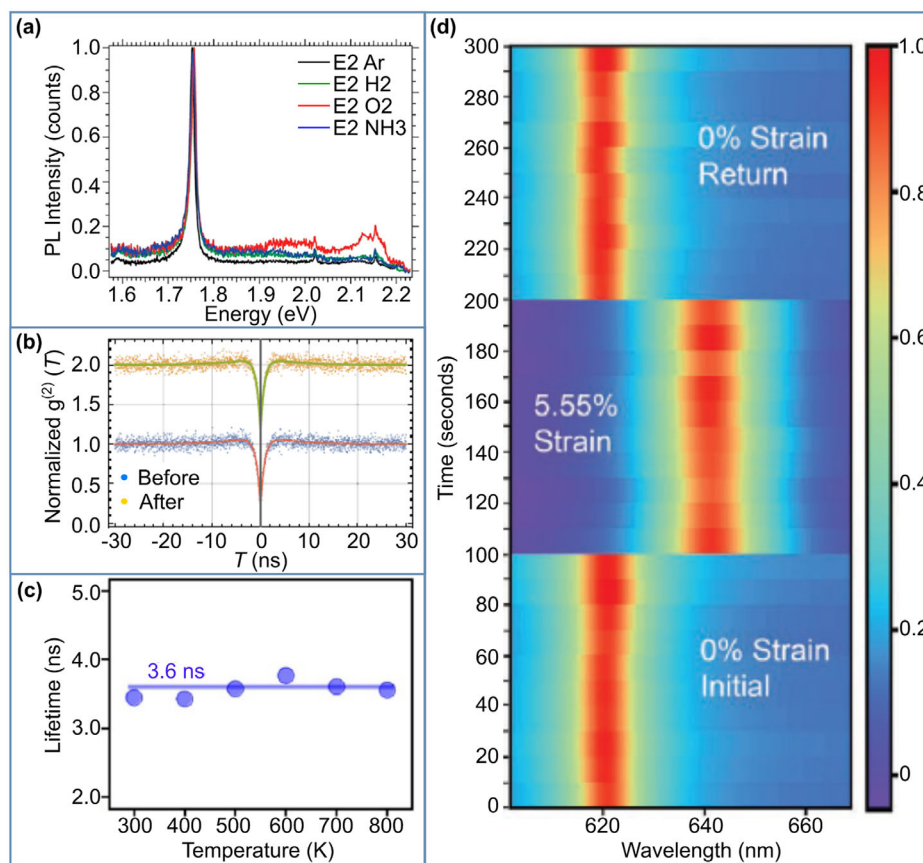 (a)
PL Intensity (counts)
1.0
0.8
0.6
0.4
0.2
0.0
E2 Ar
E2 H2
E2 O2
E2 NH3
1.6 1.7 1.8 1.9 2.0 2.1 2.2
Energy (eV)
(b)
Normalized g(2) (T)
2.0
1.5
1.0
0.5
0.0
Before
After
-30 -20 -10 0 10 20 30
T (ns)
(c)
Lifetime (ns)
5.0
4.0
3.0
2.0
3.6 ns
300 400 500 600 700 800
Temperature (K)
(d)
Time (seconds)
300
280
260
240
220
200
180
160
140
120
100
80
60
40
20
0
0% Strain
Return
5.55%
Strain
0% Strain
Initial
620 640 660
Wavelength (nm)
1.0
0.8
0.6
0.4
0.2
0